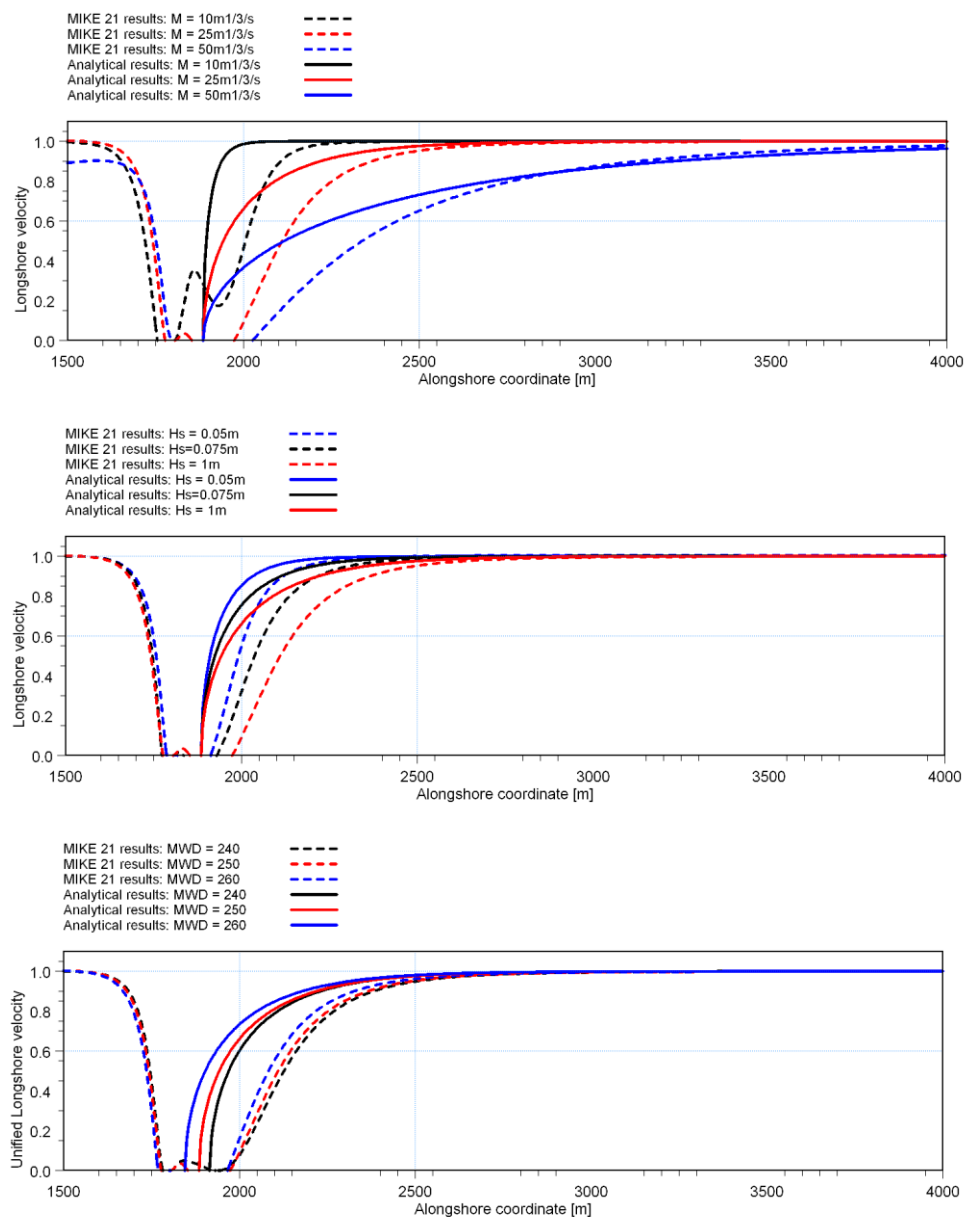 MIKE 21 results: M = 10m1/3/s
MIKE 21 results: M = 25m1/3/s
MIKE 21 results: M = 50m1/3/s
Analytical results: M = 10m1/3/s
Analytical results: M = 25m1/3/s
Analytical results: M = 50m1/3/s
Longshore velocity
1.0
0.8
0.6
0.4
0.2
0.0
1500 2000 2500 3000 3500 4000
Alongshore coordinate [m]
MIKE 21 results: Hs = 0.05m
MIKE 21 results: Hs=0.075m
MIKE 21 results: Hs = 1m
Analytical results: Hs = 0.05m
Analytical results: Hs=0.075m
Analytical results: Hs = 1m
Longshore velocity
1.0
0.8
0.6
0.4
0.2
0.0
1500 2000 2500 3000 3500 4000
Alongshore coordinate [m]
MIKE 21 results: MWD = 240
MIKE 21 results: MWD = 250
MIKE 21 results: MWD = 260
Analytical results: MWD = 240
Analytical results: MWD = 250
Analytical results: MWD = 260
Unified Longshore velocity
1.0
0.8
0.6
0.4
0.2
0.0
1500 2000 2500 3000 3500 4000
Alongshore coordinate [m]